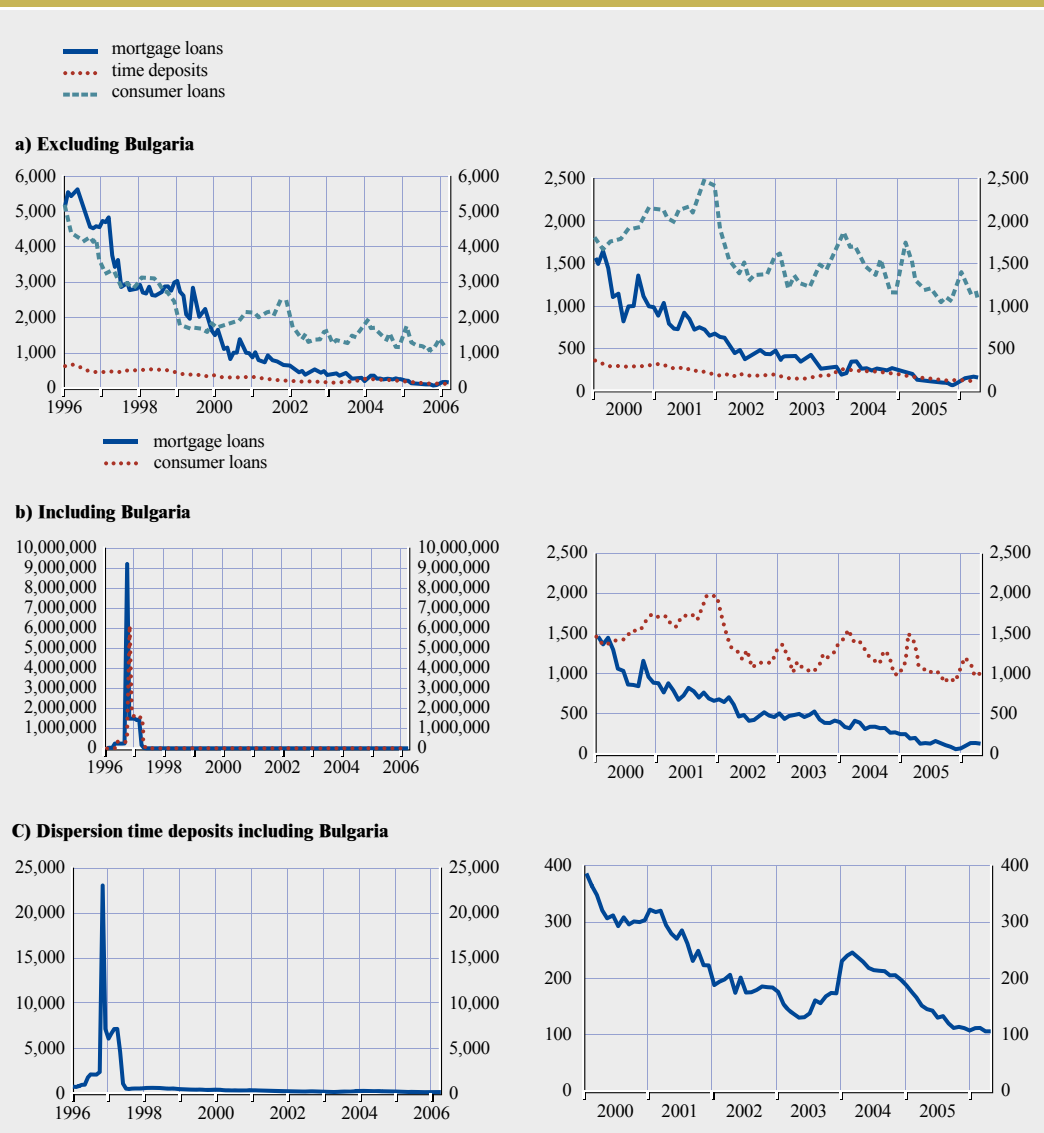 mortgage loans
time deposits
consumer loans
a) Excluding Bulgaria
6,000 6,000 2,500 2,500
5,000 5,000
2,000 2,000
4,000 4,000
1,500 1,500
3,000 3,000
1,000 1,000
2,000 2,000
500 500
1,000 1,000
0 0 0 0
1996 1998 2000 2002 2004 2006 2000 2001 2002 2003 2004 2005
mortgage loans
consumer loans
b) Including Bulgaria
10,000,000 10,000,000 2,500 2,500
9,000,000 9,000,000
8,000,000 8,000,000 2,000 2,000
7,000,000 7,000,000
6,000,000 6,000,000 1,500 1,500
5,000,000 5,000,000
4,000,000 4,000,000 1,000 1,000
3,000,000 3,000,000
2,000,000 2,000,000 500 500
1,000,000 1,000,000
0 0 0 0
1996 1998 2000 2002 2004 2006 2000 2001 2002 2003 2004 2005
C) Dispersion time deposits including Bulgaria
25,000 25,000 400 400
20,000 20,000 300 300
15,000 15,000
200 200
10,000 10,000
5,000 5,000 100 100
0 0 0 0
1996 1998 2000 2002 2004 2006 2000 2001 2002 2003 2004 2005